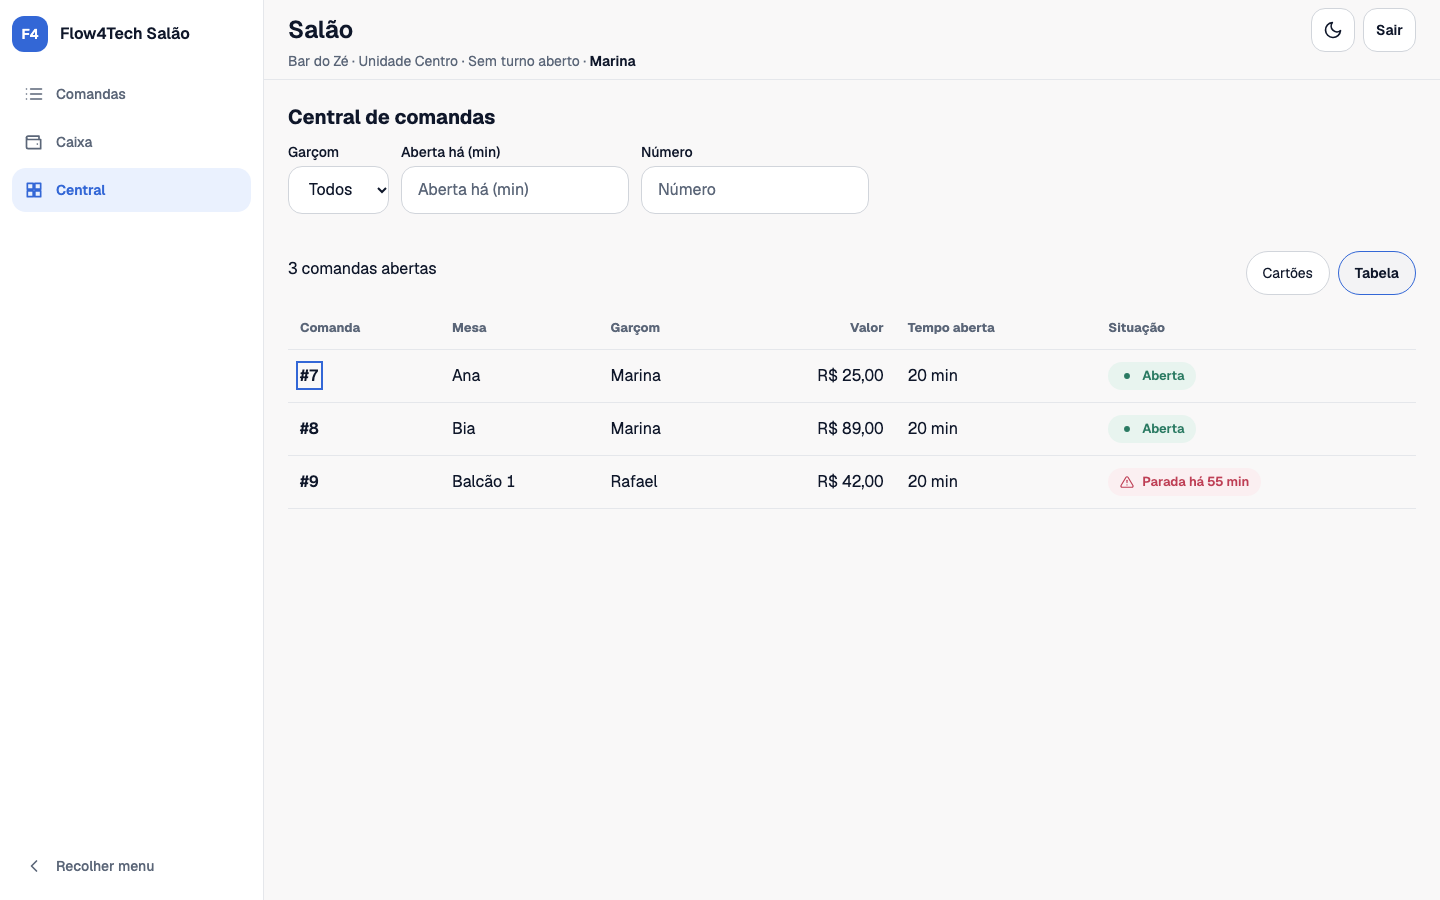 F4 Flow4Tech Salão
Comandas
Caixa
Central
Recolher menu
Salão
Bar do Zé · Unidade Centro · Sem turno aberto · Marina
Sair
Central de comandas
Garçom Aberta há (min) Número
Todos Aberta há (min) Número
3 comandas abertas
Cartões Tabela
Comanda Mesa Garçom Valor Tempo aberta Situação
#7 Ana Marina R$ 25,00 20 min Aberta
#8 Bia Marina R$ 89,00 20 min Aberta
#9 Balcão 1 Rafael R$ 42,00 20 min Parada há 55 min